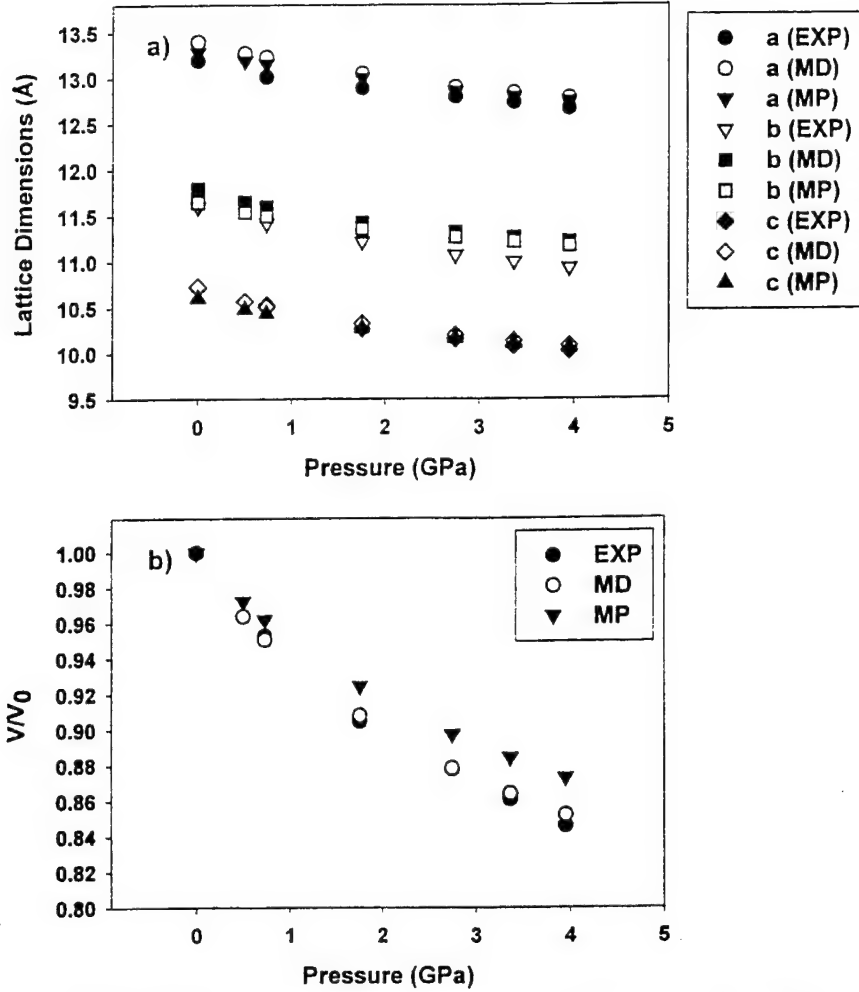 a)
13.5
13.0
12.5
12.0
11.5
11.0
10.5
10.0
9.5
Lattice Dimensions (Å)
0 1 2 3 4 5
Pressure (GPa)
a (EXP)
a (MD)
a (MP)
b (EXP)
b (MD)
b (MP)
c (EXP)
c (MD)
c (MP)
b)
1.00
0.98
0.96
0.94
0.92
0.90
0.88
0.86
0.84
0.82
0.80
V/V0
EXP
MD
MP
0 1 2 3 4 5
Pressure (GPa)